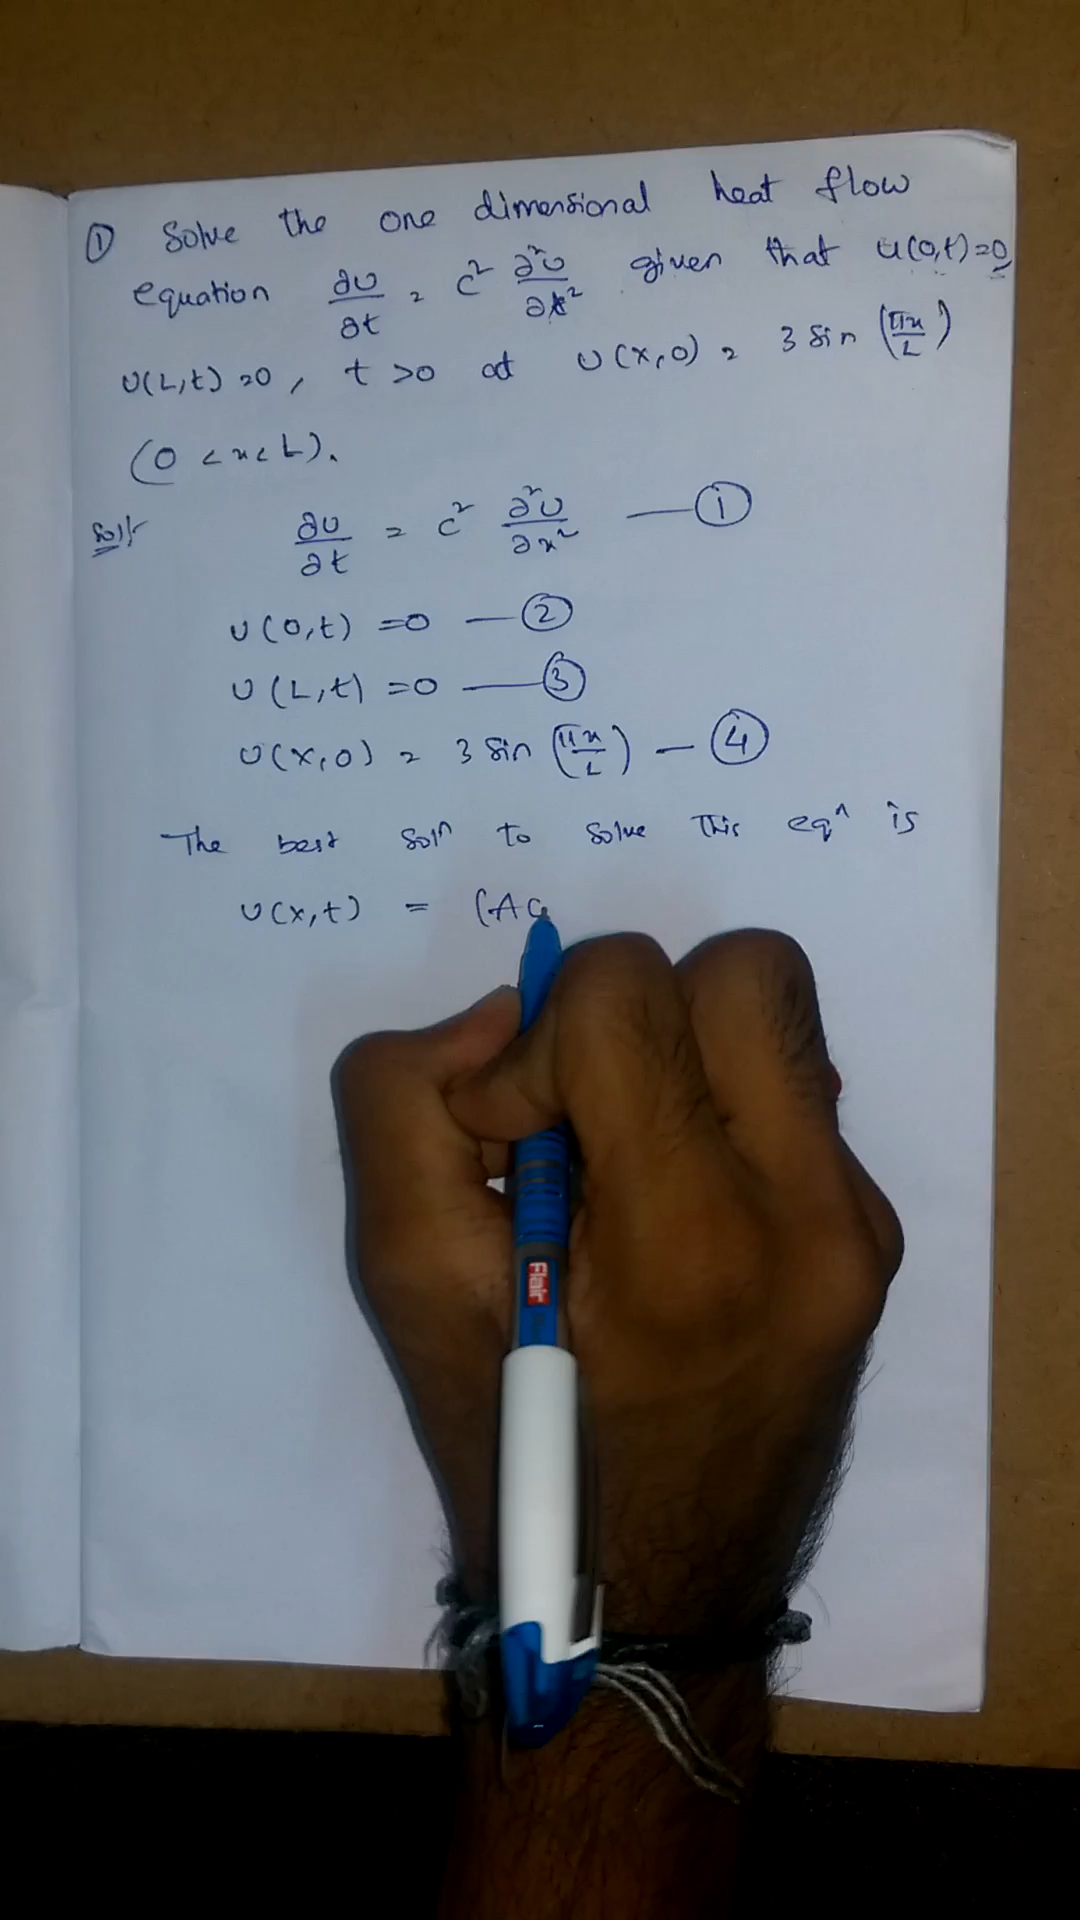 ① Solve the one dimensional heat flow
equation ∂U/∂t = c² ∂²U/∂x² given that u(0,t)=0
U(L,t)=0, t>0 at U(x,0) = 3 Sin (πx/L)
(0 < x < L).
Sol:- ∂U/∂t = c² ∂²U/∂x² — ①
U(0,t) =0 — ②
U(L,t) =0 — ③
U(x,0) = 3 Sin (πx/L) — ④
The best Solⁿ to Solve This eqⁿ is
U(x,t) = (Ac
Flair